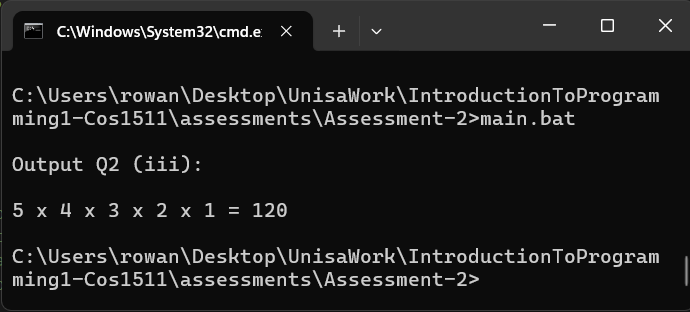 C:\Windows\System32\cmd.e
C:\Users\rowan\Desktop\UnisaWork\IntroductionToProgram
ming1-Cos1511\assessments\Assessment-2>main.bat
Output Q2 (iii):
5 x 4 x 3 x 2 x 1 = 120
C:\Users\rowan\Desktop\UnisaWork\IntroductionToProgram
ming1-Cos1511\assessments\Assessment-2>